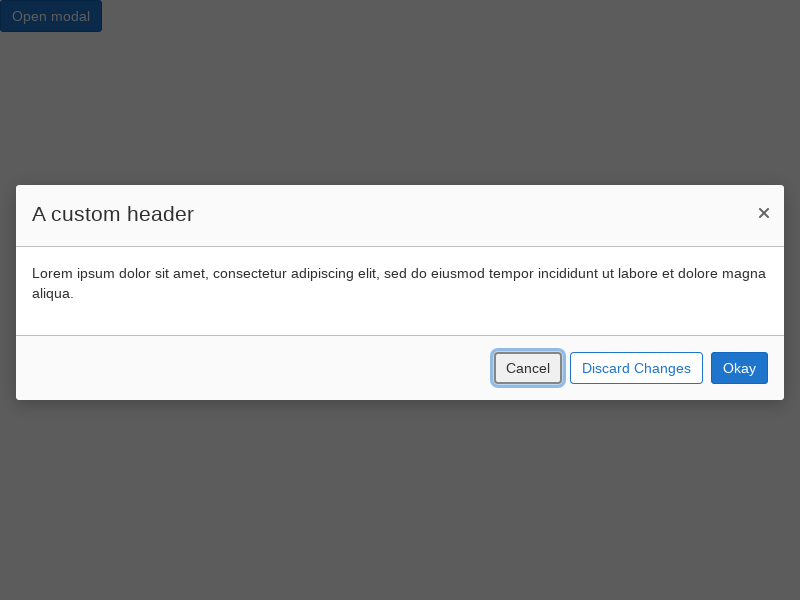 Open modal
A custom header
Lorem ipsum dolor sit amet, consectetur adipiscing elit, sed do eiusmod tempor incididunt ut labore et dolore magna
aliqua.
Cancel Discard Changes Okay